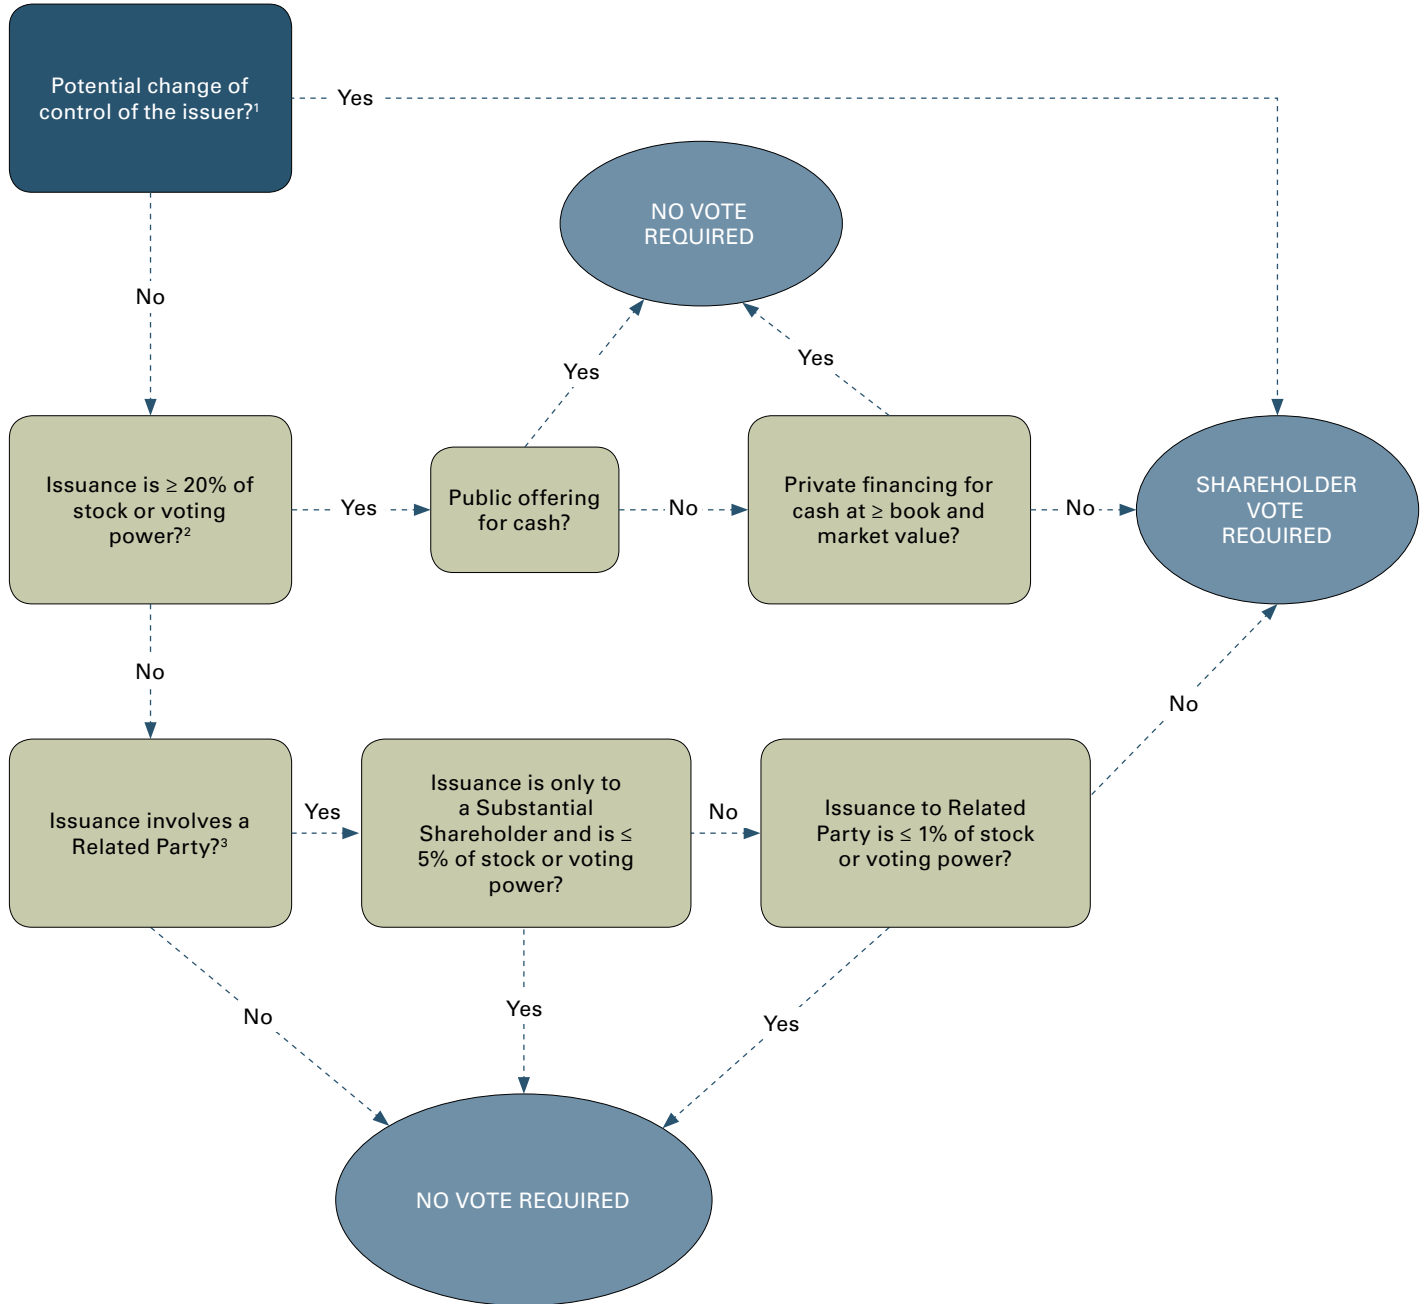 Potential change of
control of the issuer?¹
Yes
NO VOTE
REQUIRED
No
Yes
Yes
Issuance is ≥ 20% of
stock or voting
power?²
Yes
Public offering
for cash?
No
Private financing for
cash at ≥ book and
market value?
No
SHAREHOLDER
VOTE
REQUIRED
No
No
Issuance involves a
Related Party?³
Yes
Issuance is only to
a Substantial
Shareholder and is ≤
5% of stock or voting
power?
No
Issuance to Related
Party is ≤ 1% of stock
or voting power?
No
Yes
Yes
NO VOTE REQUIRED